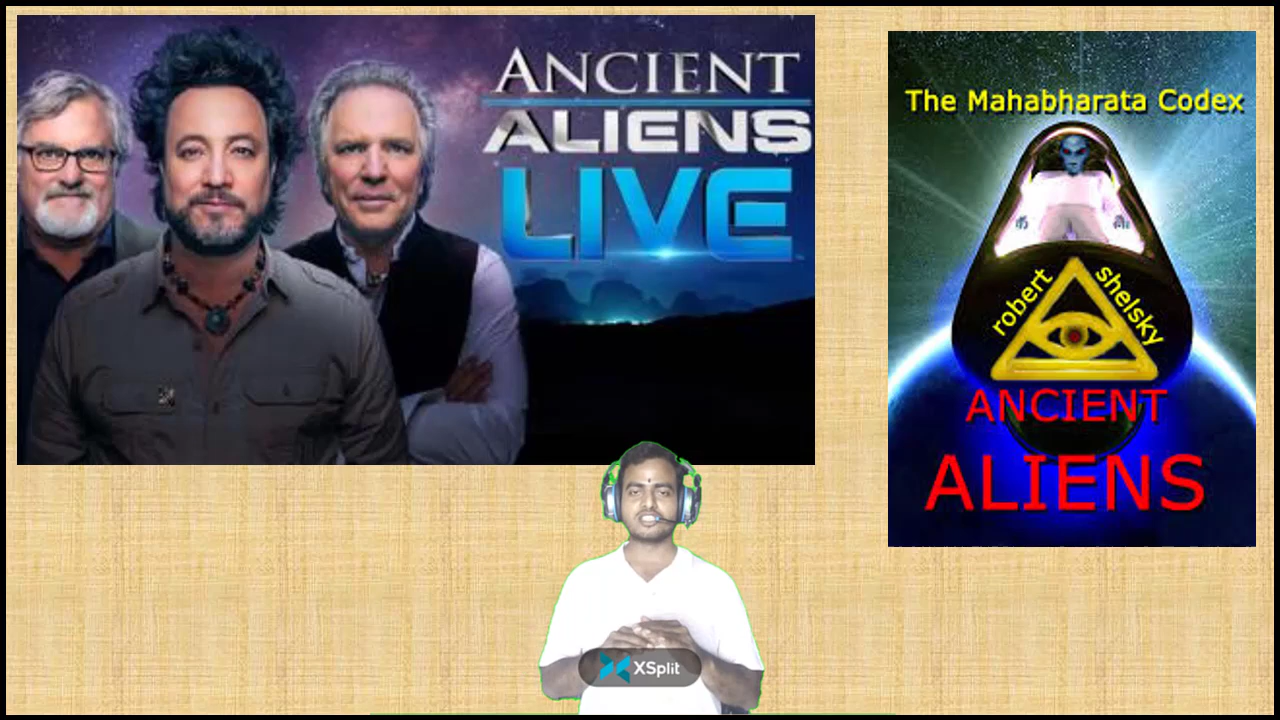 ANCIENT
ALIENS
LIVE
The Mahabharata Codex
robert shelsky
ANCIENT
ALIENS
XSplit